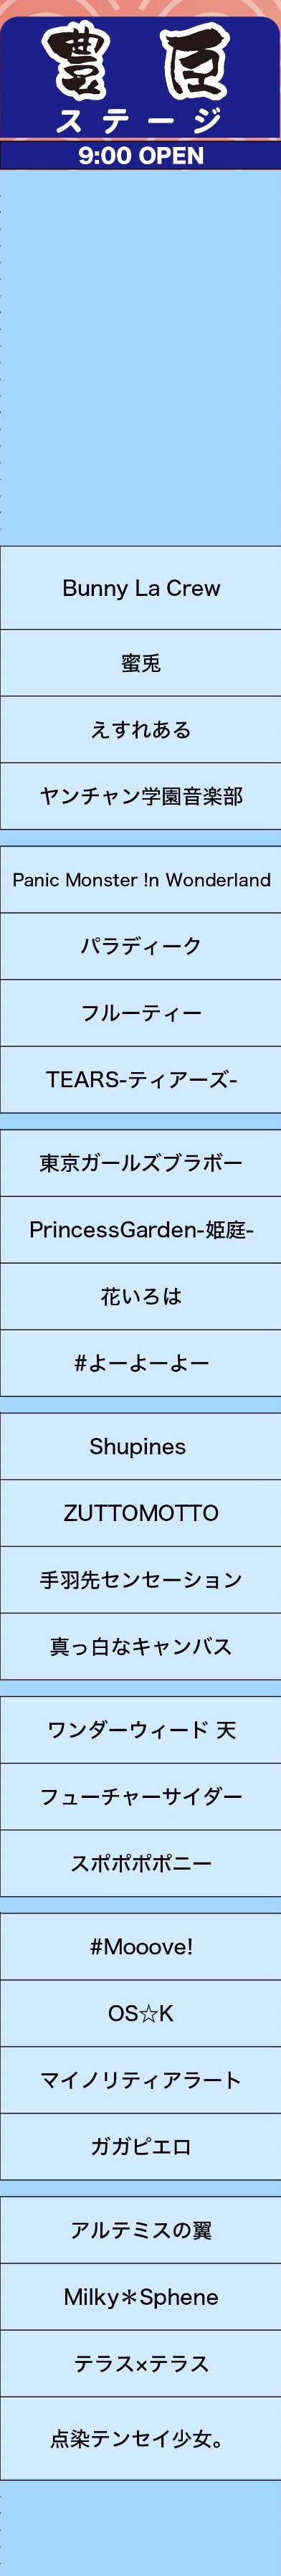 豊臣
ステージ
9:00 OPEN
Bunny La Crew
蜜兎
えすれある
ヤンチャン学園音楽部
Panic Monster !n Wonderland
パラディーク
フルーティー
TEARS-ティアーズ-
東京ガールズブラボー
PrincessGarden-姫庭-
花いろは
#よーよーよー
Shupines
ZUTTOMOTTO
手羽先センセーション
真っ白なキャンバス
ワンダーウィード 天
フューチャーサイダー
スポポポポニー
#Mooove!
OS☆K
マイノリティアラート
ガガピエロ
アルテミスの翼
Milky＊Sphene
テラス×テラス
点染テンセイ少女。